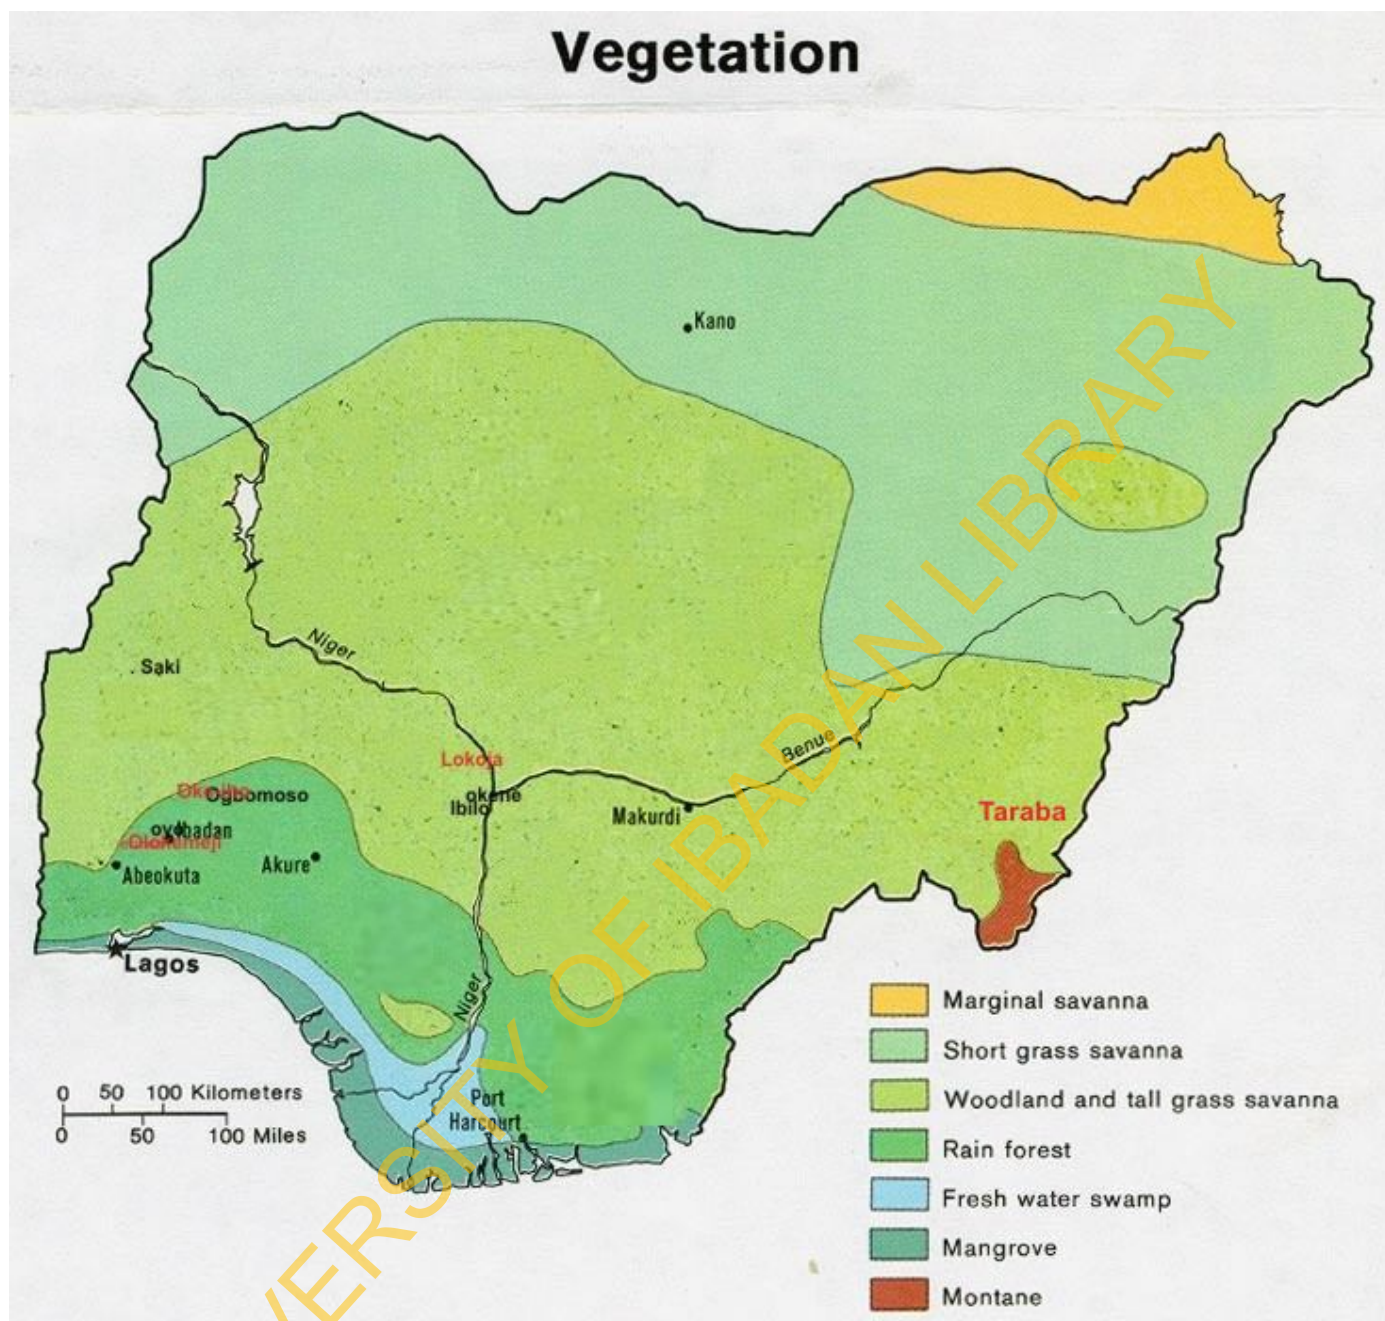 Vegetation
Kano
Niger
Saki
Lokoja
Ogbomoso
okene
Ibilo
Benue
Makurdi
Taraba
Ibadan
Akure
Abeokuta
Lagos
Niger
Port
Harcourt
0 50 100 Kilometers
0 50 100 Miles
Marginal savanna
Short grass savanna
Woodland and tall grass savanna
Rain forest
Fresh water swamp
Mangrove
Montane
VERSITY OF IBADAN LIBRARY